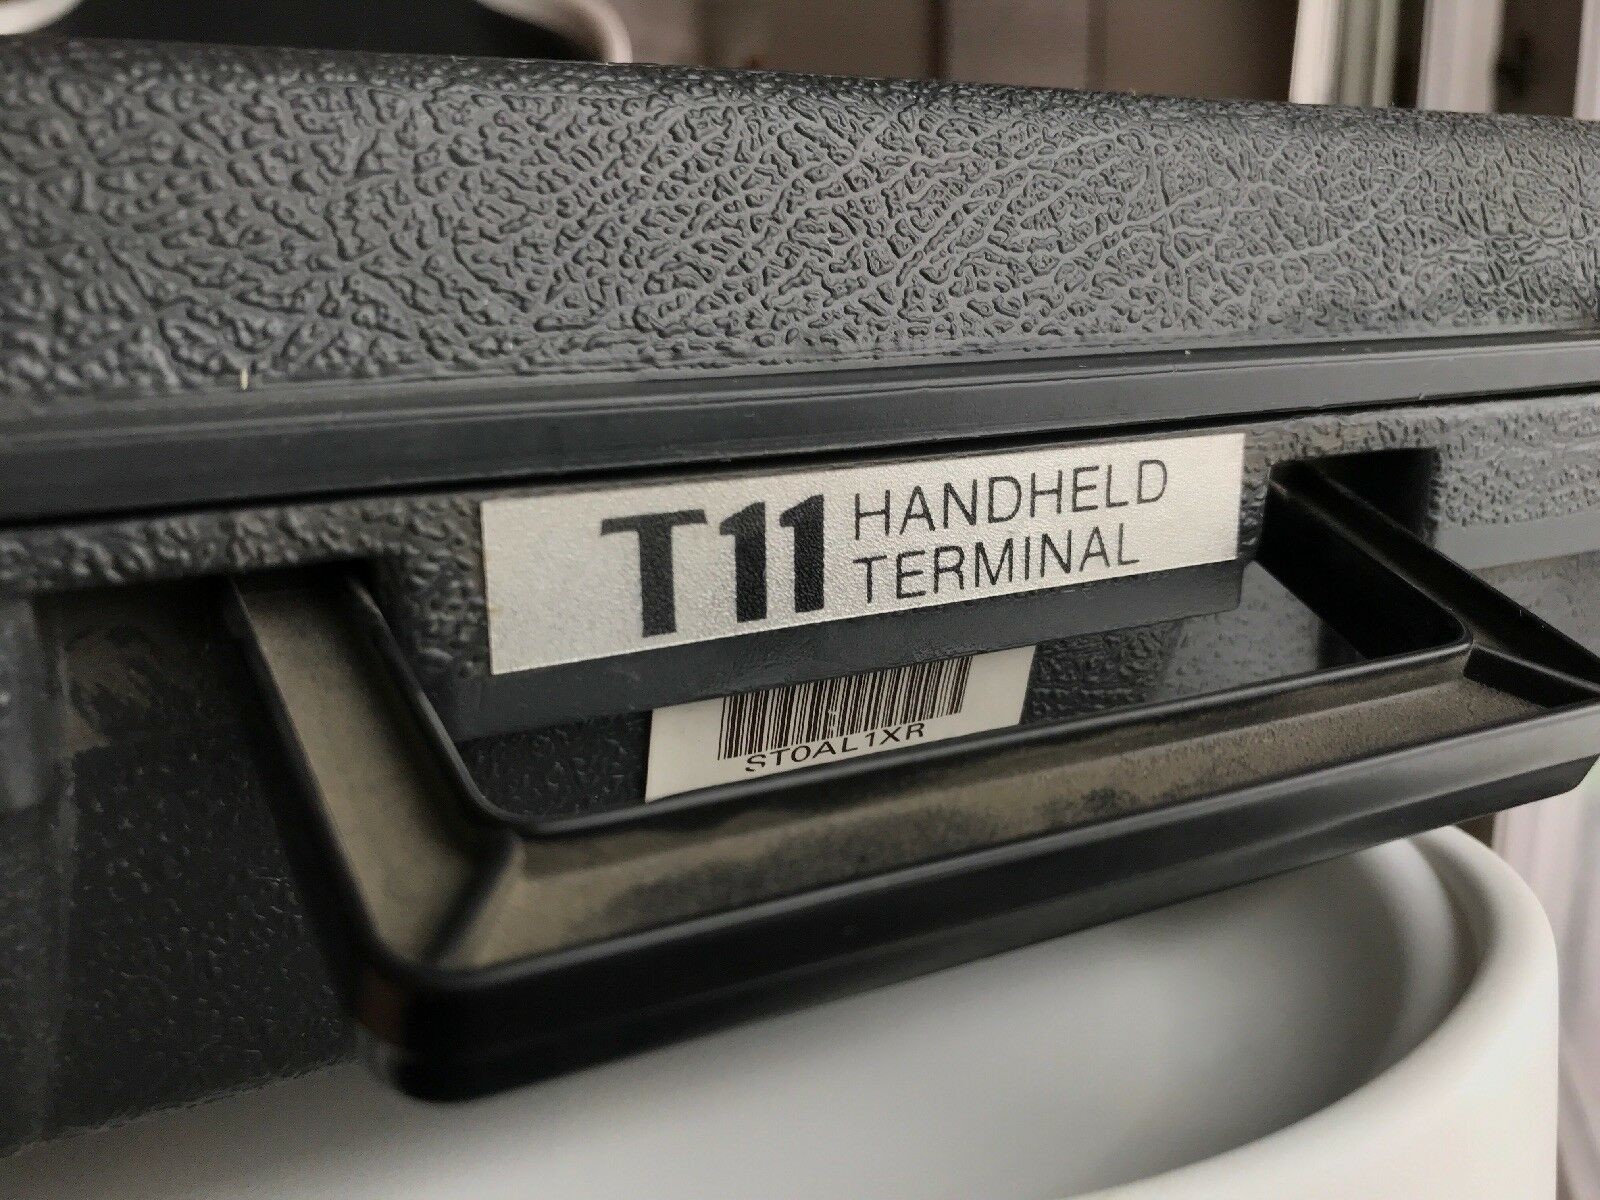 T11 HANDHELD
TERMINAL
ST0AL1XR